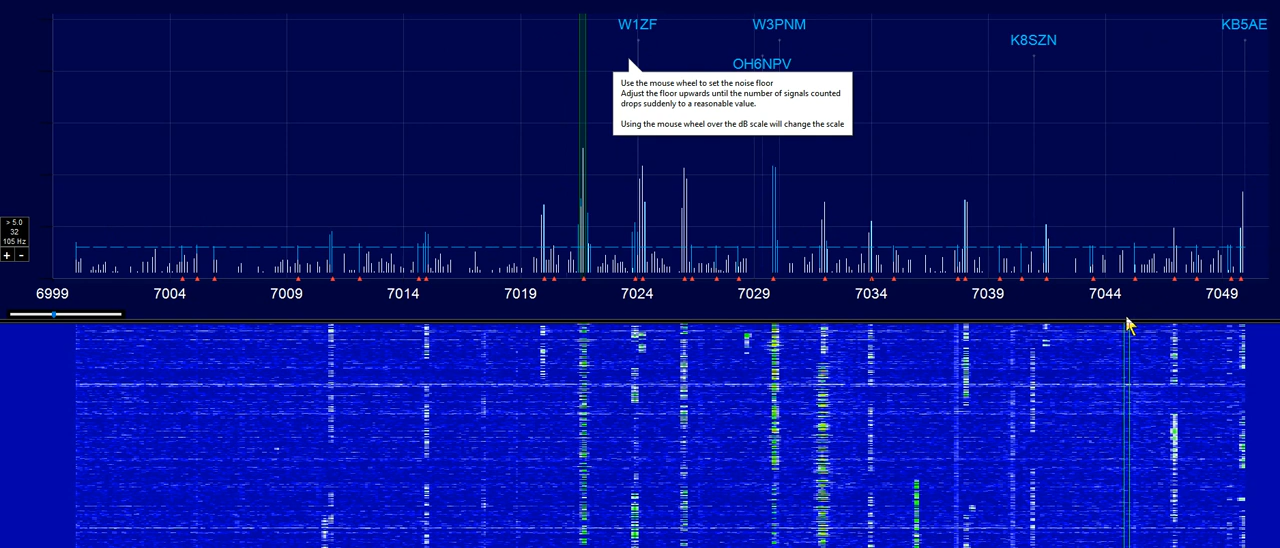 W1ZF
W3PNM
KB5AE
K8SZN
OH6NPV
Use the mouse wheel to set the noise floor
Adjust the floor upwards until the number of signals counted
drops suddenly to a reasonable value.
Using the mouse wheel over the dB scale will change the scale
> 5.0
32
105 Hz
+ -
6999 7004 7009 7014 7019 7024 7029 7034 7039 7044 7049